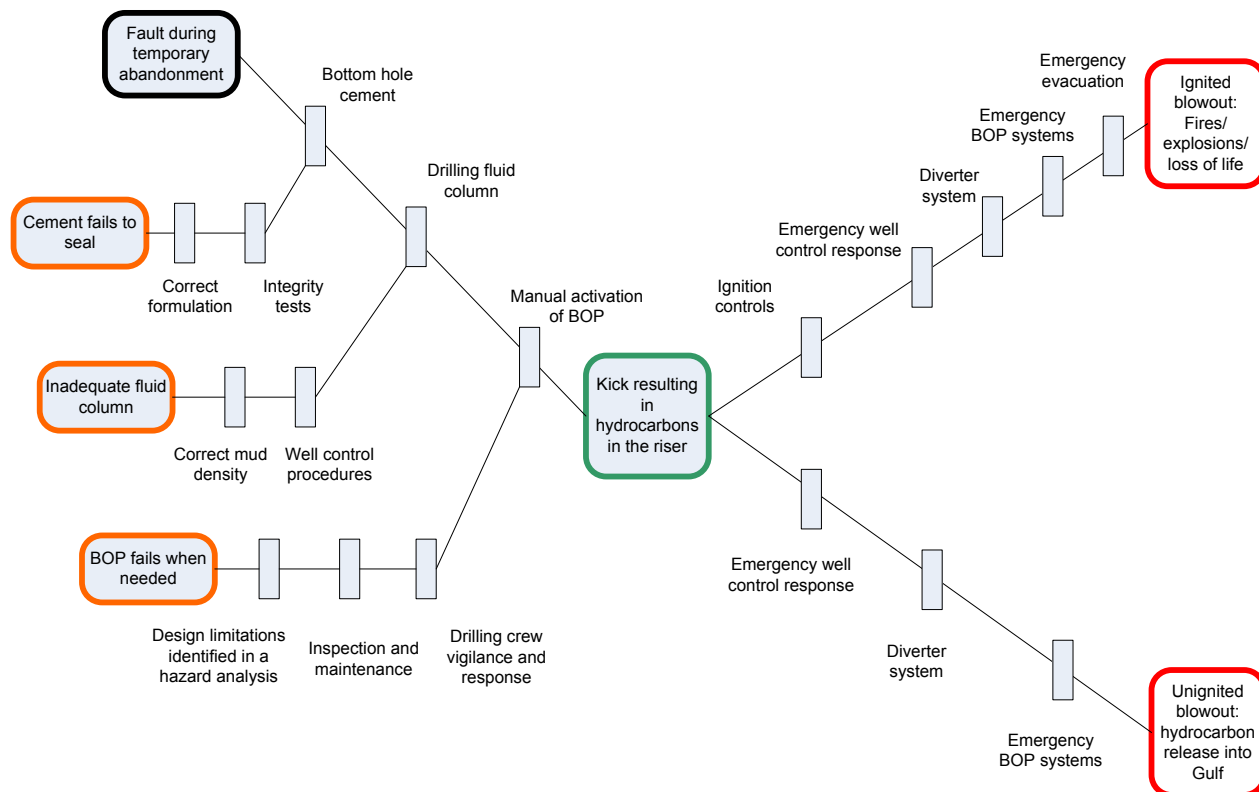 Fault during
temporary
abandonment
Bottom hole
cement
Drilling fluid
column
Manual activation
of BOP
Cement fails to
seal
Correct
formulation
Integrity
tests
Inadequate fluid
column
Correct mud
density
Well control
procedures
BOP fails when
needed
Design limitations
identified in a
hazard analysis
Inspection and
maintenance
Drilling crew
vigilance and
response
Kick resulting
in
hydrocarbons
in the riser
Ignition
controls
Emergency well
control response
Diverter
system
Emergency
BOP systems
Emergency
evacuation
Ignited
blowout:
Fires/
explosions/
loss of life
Emergency well
control response
Diverter
system
Emergency
BOP systems
Unignited
blowout:
hydrocarbon
release into
Gulf